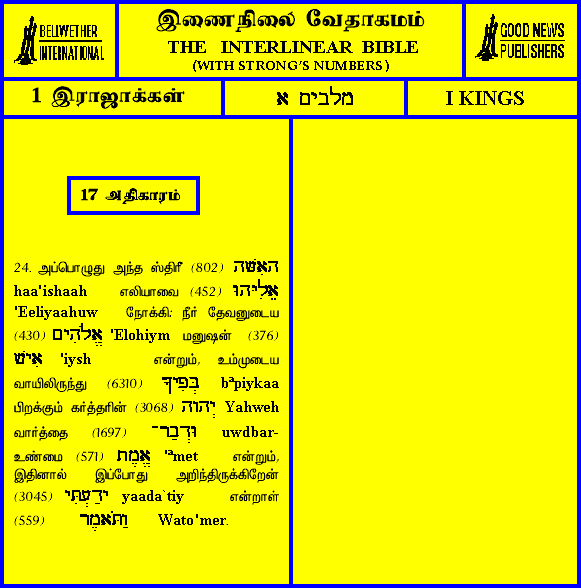 BELLWETHER
INTERNATIONAL
இணைநிலை வேதாகமம்
THE INTERLINEAR BIBLE
(WITH STRONG'S NUMBERS)
GOOD NEWS
PUBLISHERS
1 இராஜாக்கள்
מלבים א
I KINGS
17 அதிகாரம்
24. அப்பொழுது அந்த ஸ்திரீ (802) הָאִשָּׁה
haa'ishaah எலியாவை (452) אֵלִיָּהוּ
'Eeliyaahuw நோக்கி: நீர் தேவனுடைய
(430) אֱלֹהִים 'Elohiym மனுஷன் (376)
אִישׁ 'iysh என்றும், உம்முடைய
வாயிலிருந்து (6310) בְּפִיךָ bªpiykaa
பிறக்கும் கர்த்தரின் (3068) יְהוָה Yahweh
வார்த்தை (1697) וּדְבַר־ uwdbar-
உண்மை (571) אֱמֶת 'ªmet என்றும்,
இதினால் இப்போது அறிந்திருக்கிறேன்
(3045) יָדַעְתִּי yaada`tiy என்றாள்
(559) וַתֹּאמֶר Wato'mer.